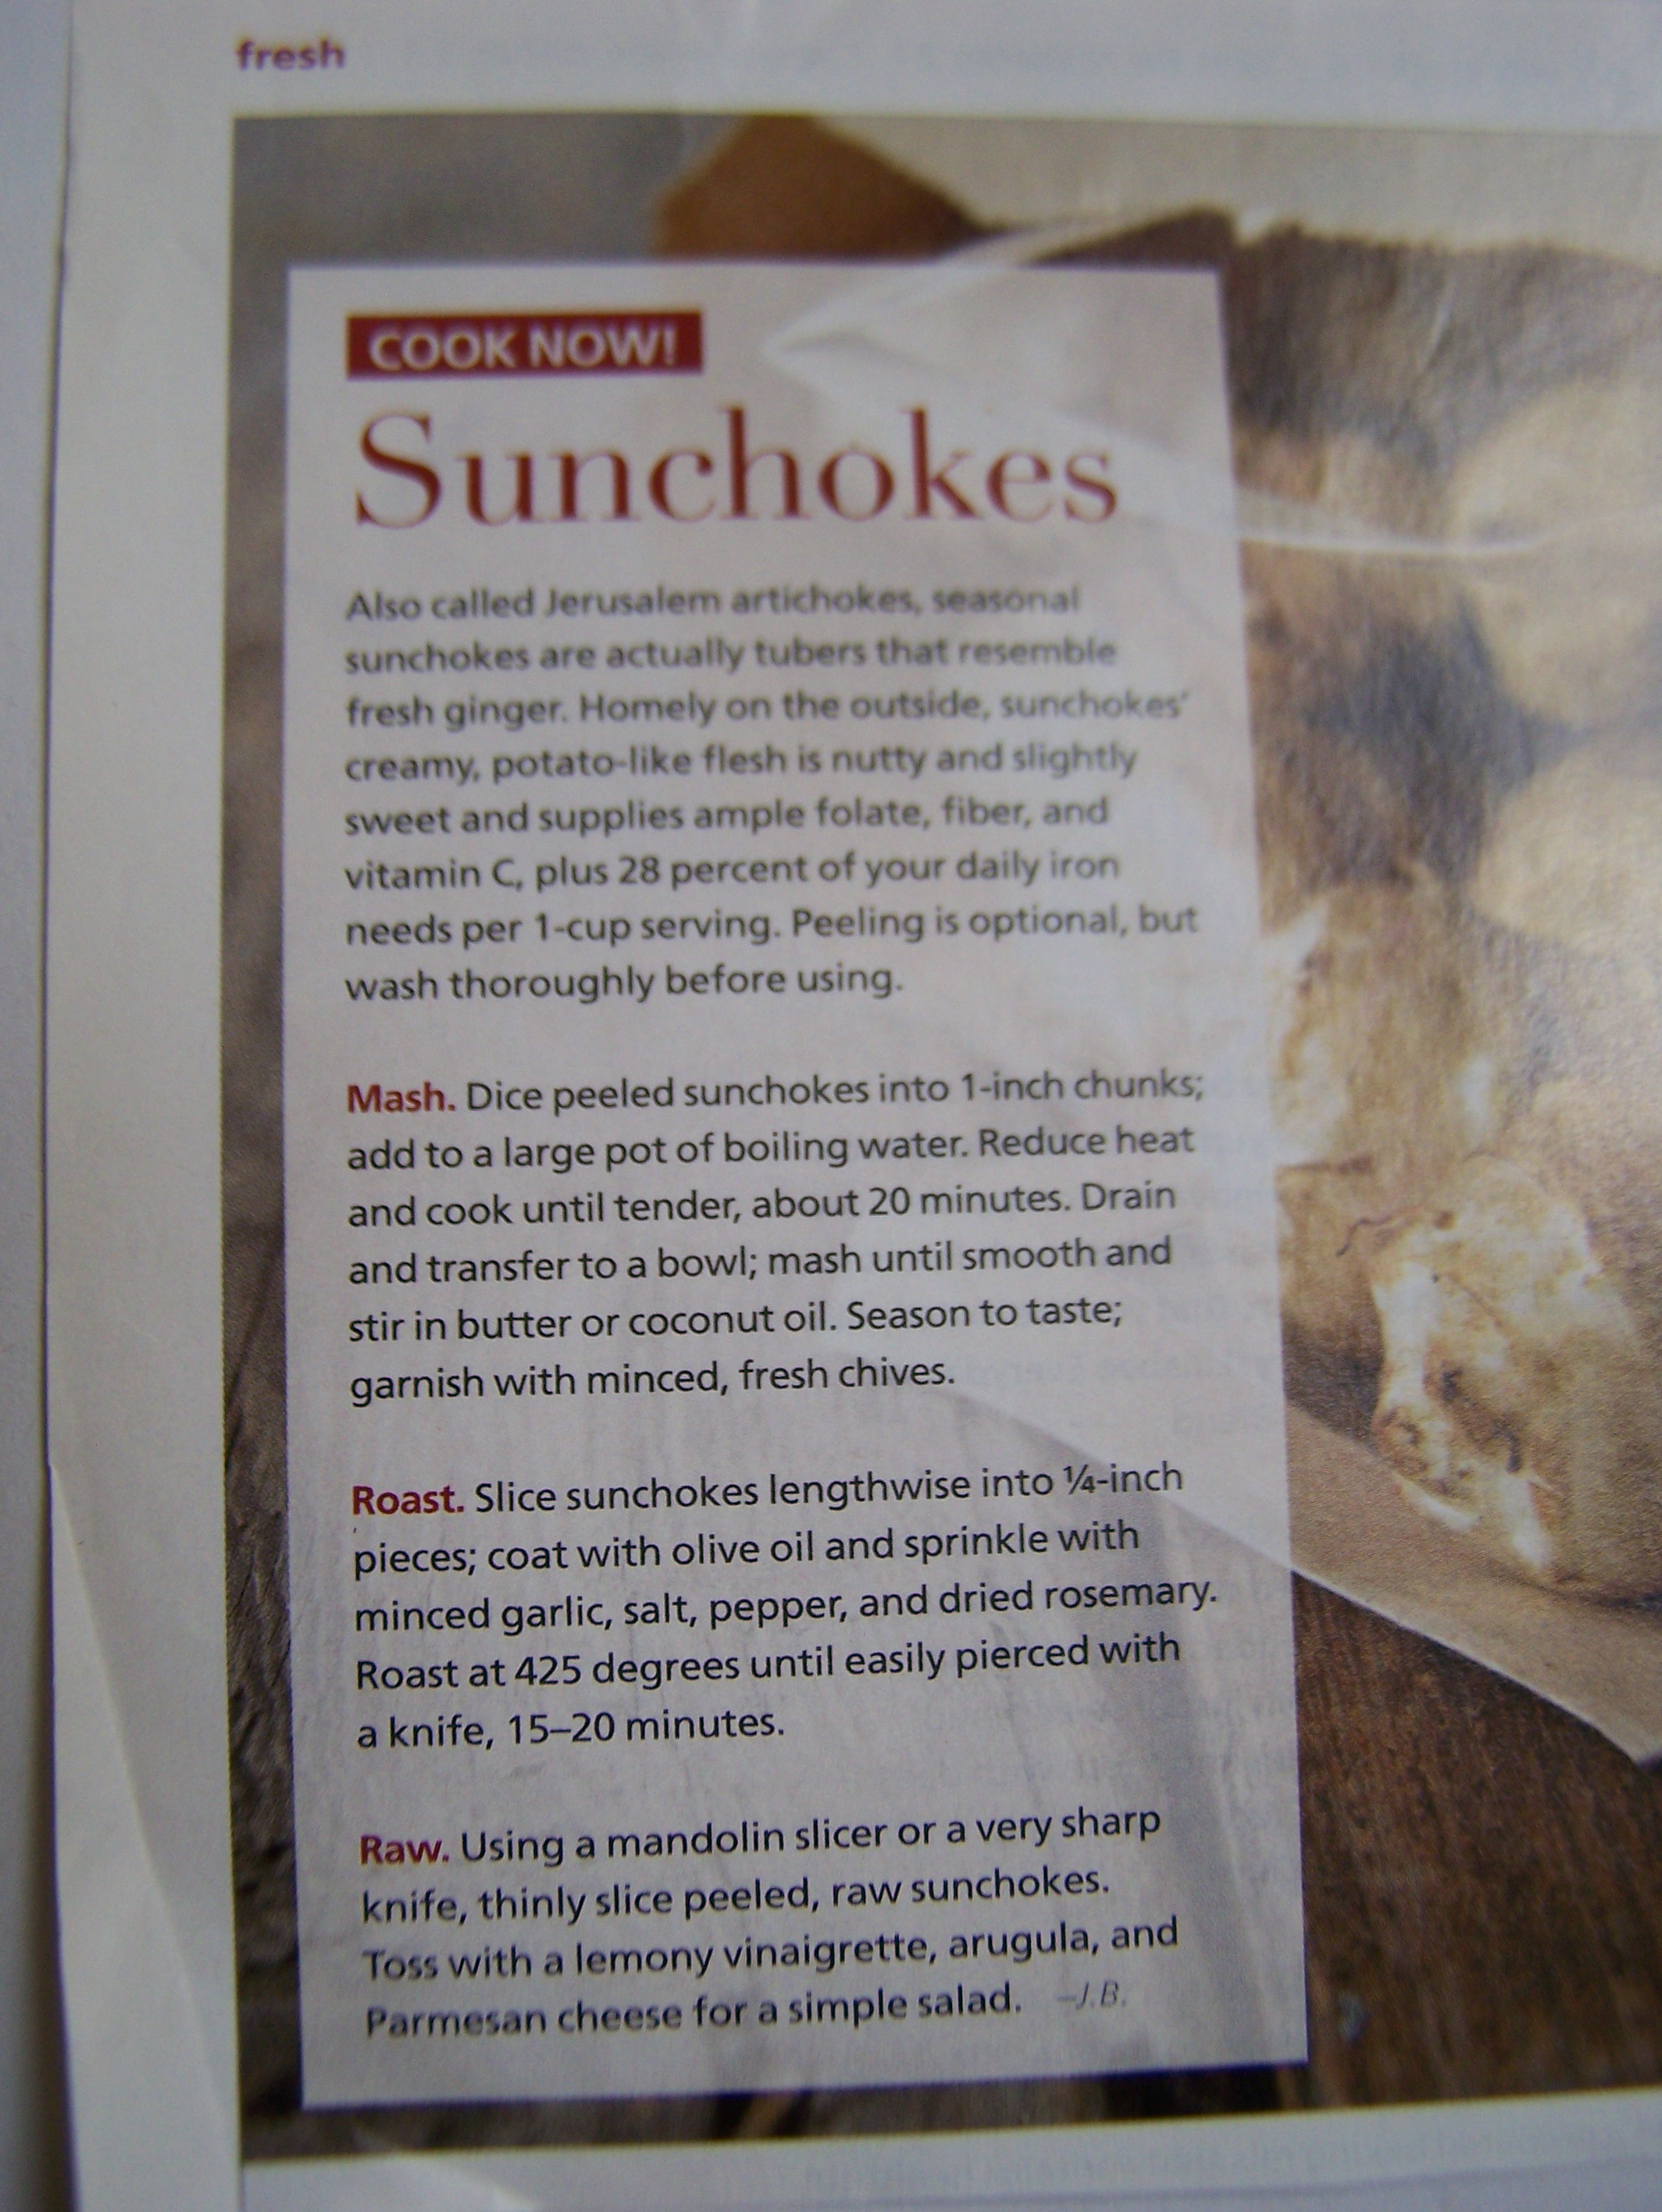 fresh
COOK NOW!
Sunchokes
Also called Jerusalem artichokes, seasonal
sunchokes are actually tubers that resemble
fresh ginger. Homely on the outside, sunchokes'
creamy, potato-like flesh is nutty and slightly
sweet and supplies ample folate, fiber, and
vitamin C, plus 28 percent of your daily iron
needs per 1-cup serving. Peeling is optional, but
wash thoroughly before using.
Mash. Dice peeled sunchokes into 1-inch chunks;
add to a large pot of boiling water. Reduce heat
and cook until tender, about 20 minutes. Drain
and transfer to a bowl; mash until smooth and
stir in butter or coconut oil. Season to taste;
garnish with minced, fresh chives.
Roast. Slice sunchokes lengthwise into ¼-inch
pieces; coat with olive oil and sprinkle with
minced garlic, salt, pepper, and dried rosemary.
Roast at 425 degrees until easily pierced with
a knife, 15–20 minutes.
Raw. Using a mandolin slicer or a very sharp
knife, thinly slice peeled, raw sunchokes.
Toss with a lemony vinaigrette, arugula, and
Parmesan cheese for a simple salad. –J.B.